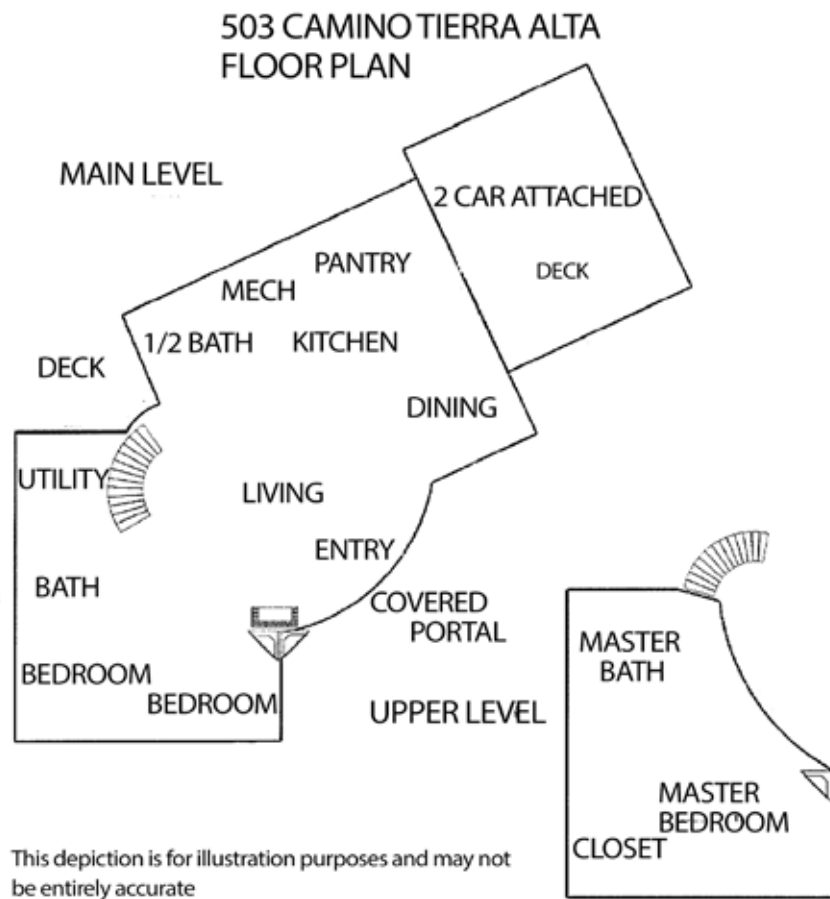 503 CAMINO TIERRA ALTA
FLOOR PLAN
MAIN LEVEL
2 CAR ATTACHED
DECK
PANTRY
MECH
1/2 BATH
KITCHEN
DECK
DINING
UTILITY
LIVING
ENTRY
BATH
COVERED
PORTAL
BEDROOM
BEDROOM
UPPER LEVEL
MASTER
BATH
MASTER
BEDROOM
CLOSET
This depiction is for illustration purposes and may not
be entirely accurate